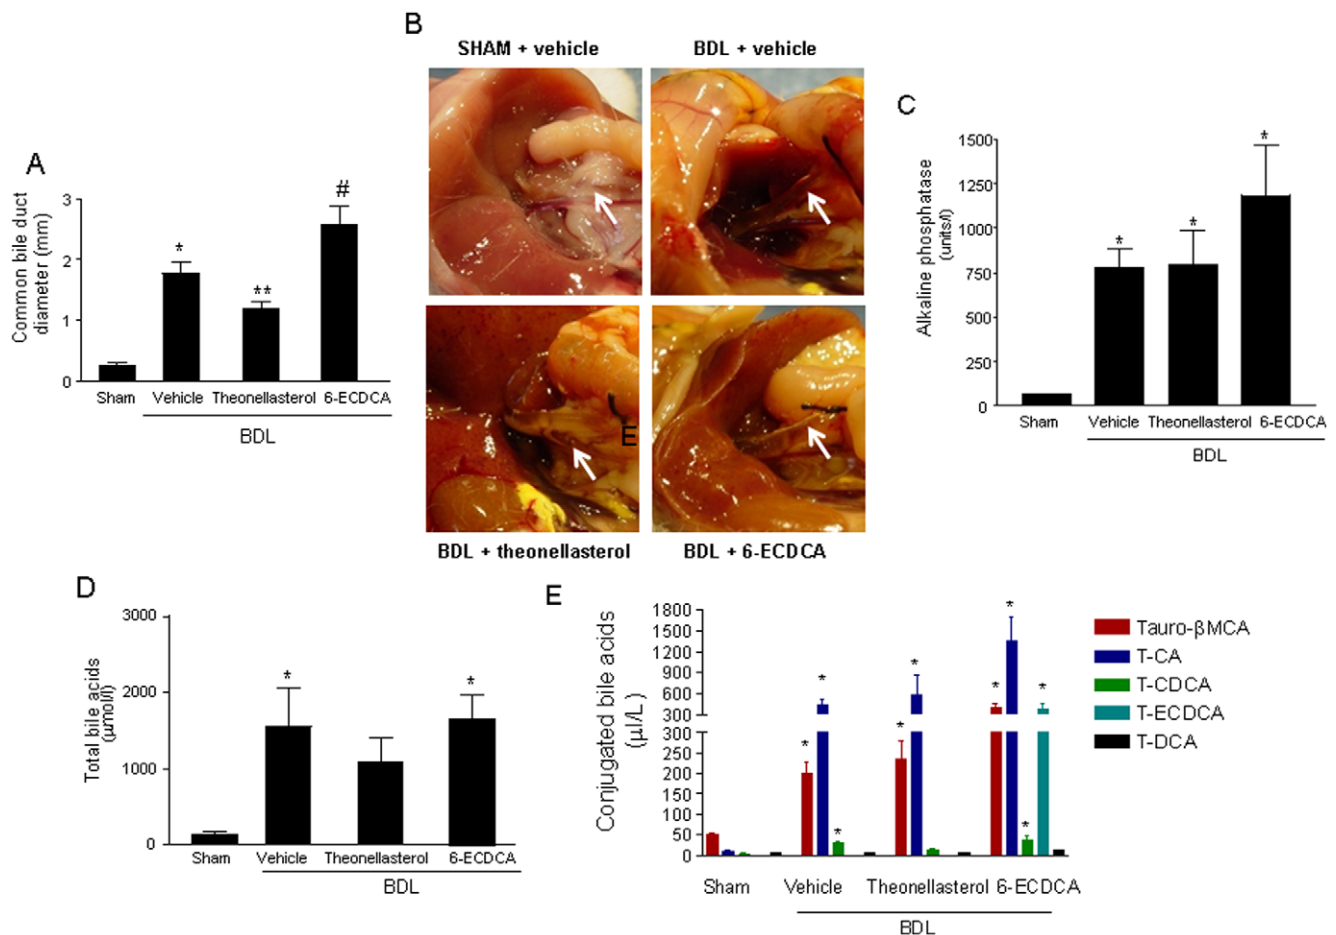 A
Common bile duct
diameter (mm)
3
2
1
0
*
**
#
Sham
Vehicle
Theonellasterol
6-ECDCA
BDL
B
SHAM + vehicle
BDL + vehicle
E
BDL + theonellasterol
BDL + 6-ECDCA
C
Alkaline phosphatase
(units/l)
1500
1250
1000
750
500
250
0
*
*
*
Sham
Vehicle
Theonellasterol
6-ECDCA
BDL
D
Total bile acids
(µmol/l)
3000
2000
1000
0
*
*
Sham
Vehicle
Theonellasterol
6-ECDCA
BDL
E
Conjugated bile acids
(µl/L)
1800
1500
1200
900
600
300
300
250
200
150
100
50
0
*
*
*
*
*
*
*
*
*
Sham
Vehicle
Theonellasterol
6-ECDCA
BDL
Tauro-βMCA
T-CA
T-CDCA
T-ECDCA
T-DCA